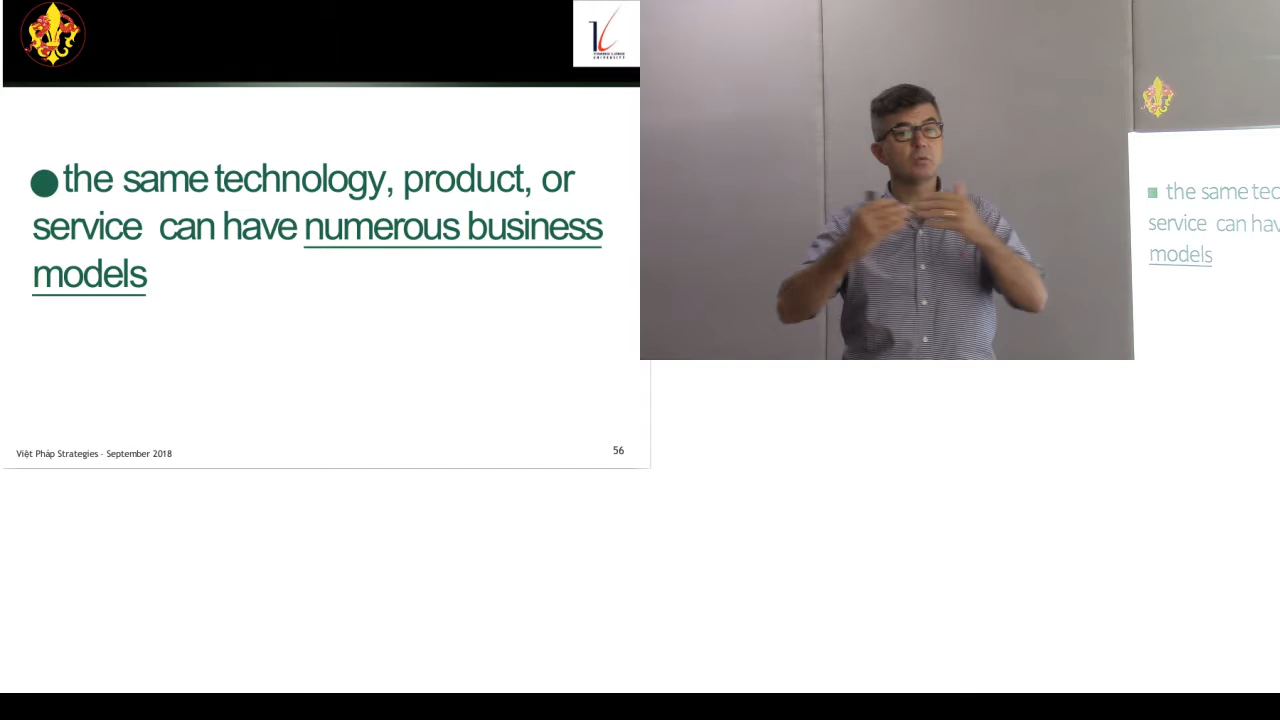 the same technology, product, or
service can have numerous business
models
Việt Pháp Strategies - September 2018
56
the same tec
service can hav
models